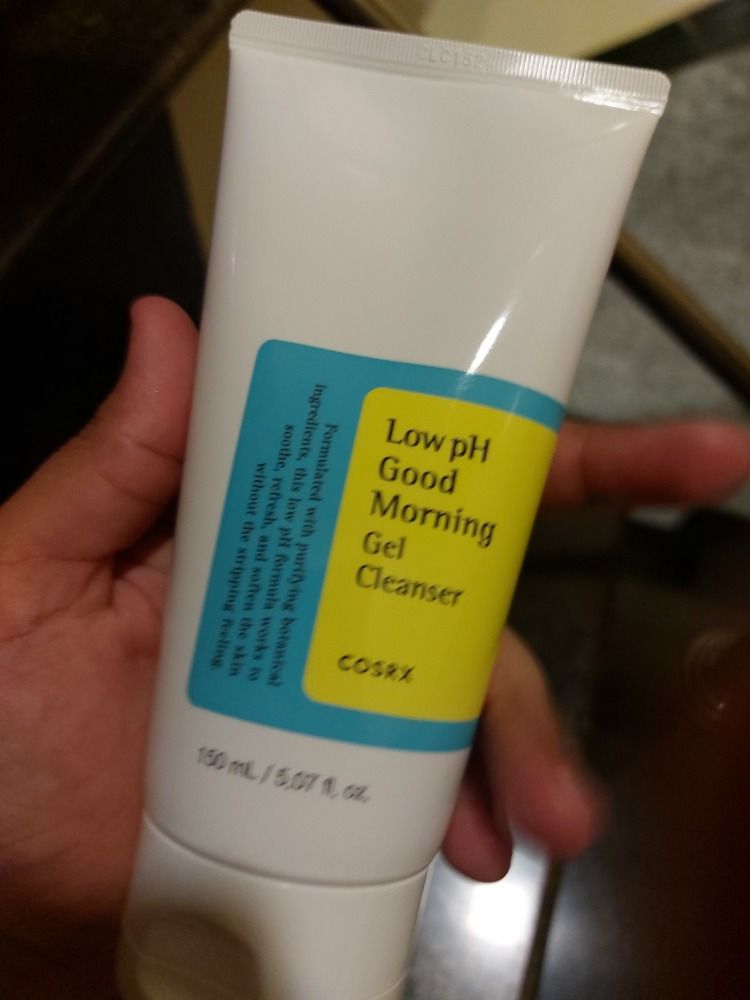 CLC162
Low pH
Good
Morning
Gel
Cleanser
COSRX
Formulated with purifying botanical
ingredients, this low pH formula works to
soothe, refresh, and soften the skin
without the stripping feeling.
150 mL / 5.07 fl. oz.